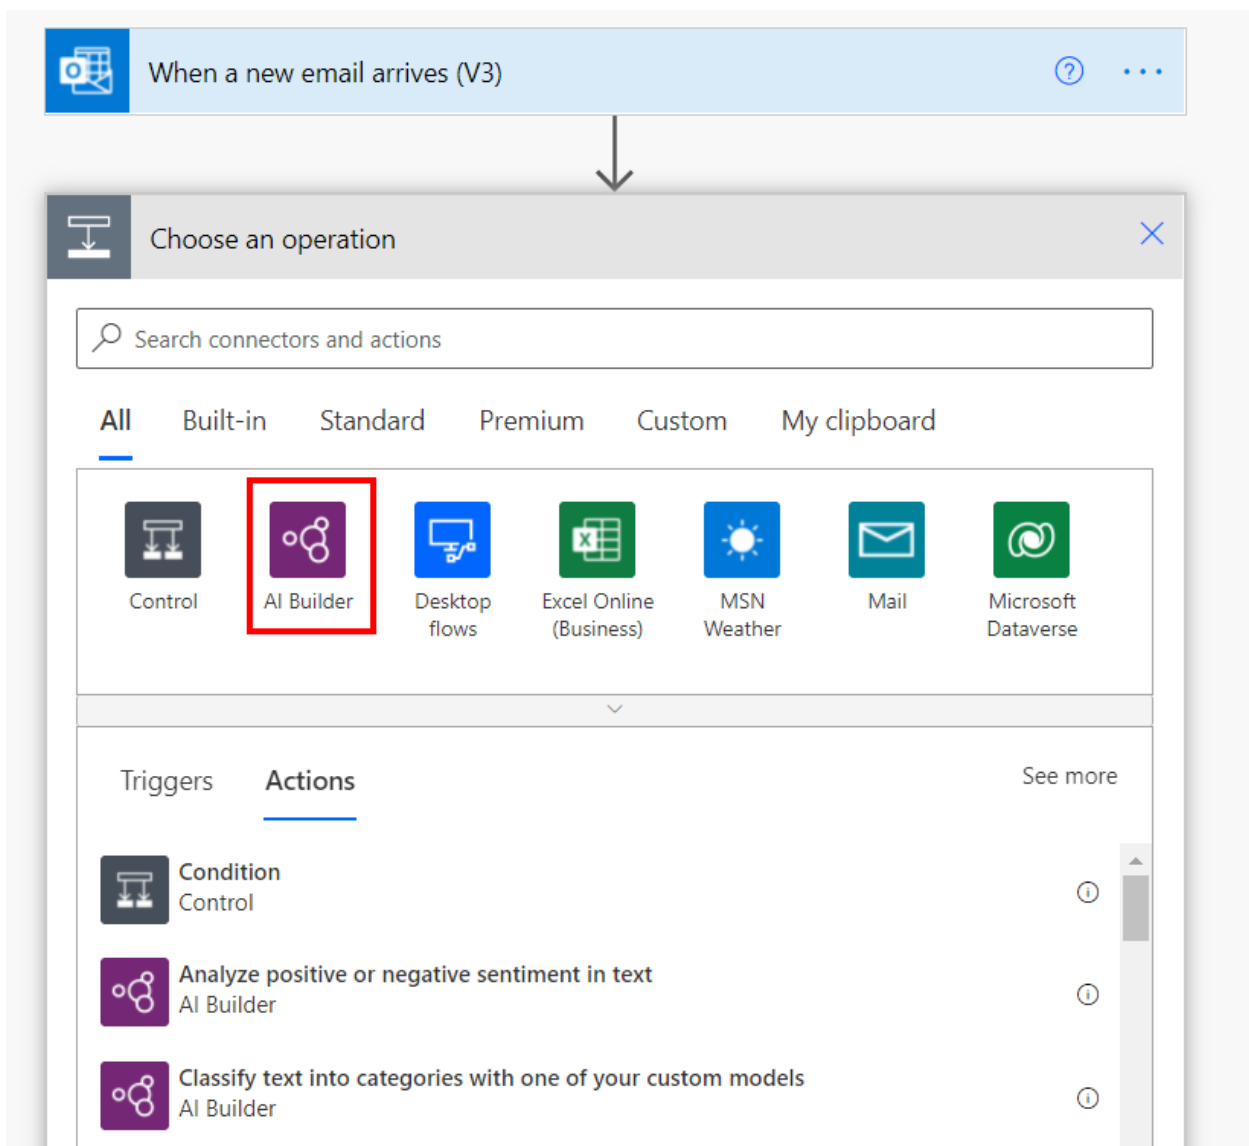 When a new email arrives (V3)
Choose an operation
Search connectors and actions
All Built-in Standard Premium Custom My clipboard
Control AI Builder Desktop flows Excel Online (Business) MSN Weather Mail Microsoft Dataverse
Triggers Actions See more
Condition
Control
Analyze positive or negative sentiment in text
AI Builder
Classify text into categories with one of your custom models
AI Builder